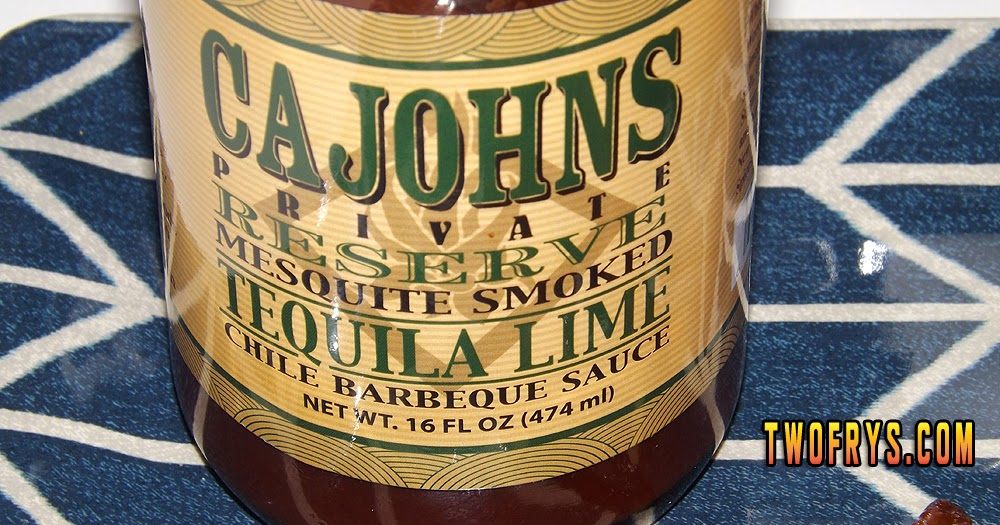 CAJOHNS
PRIVATE
RESERVE
MESQUITE SMOKED
TEQUILA LIME
CHILE BARBEQUE SAUCE
NET WT. 16 FL OZ (474 ml)
TWOFRYS.COM